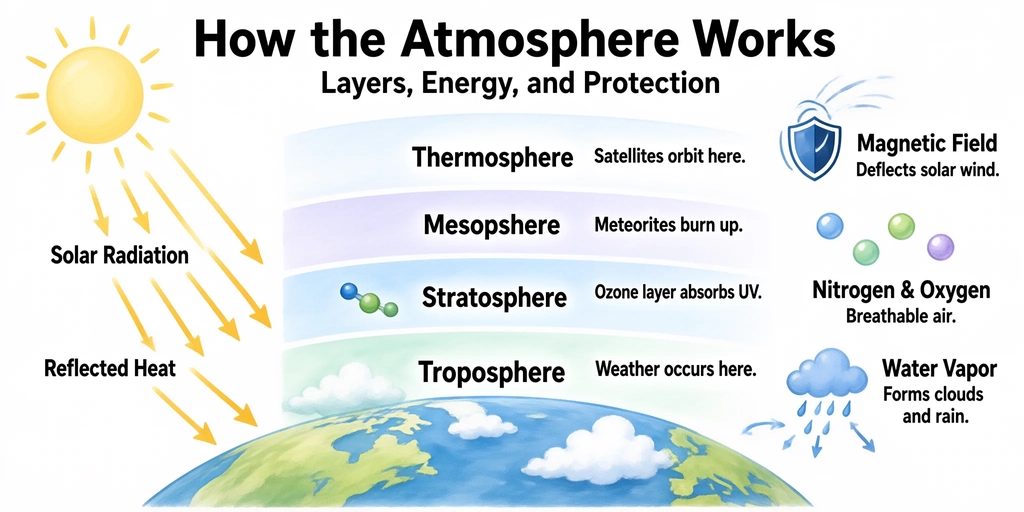 How the Atmosphere Works
Layers, Energy, and Protection
Thermosphere
Satellites orbit here.
Mesopshere
Meteorites burn up.
Stratosphere
Ozone layer absorbs UV.
Troposphere
Weather occurs here.
Solar Radiation
Reflected Heat
Magnetic Field
Deflects solar wind.
Nitrogen & Oxygen
Breathable air.
Water Vapor
Forms clouds
and rain.